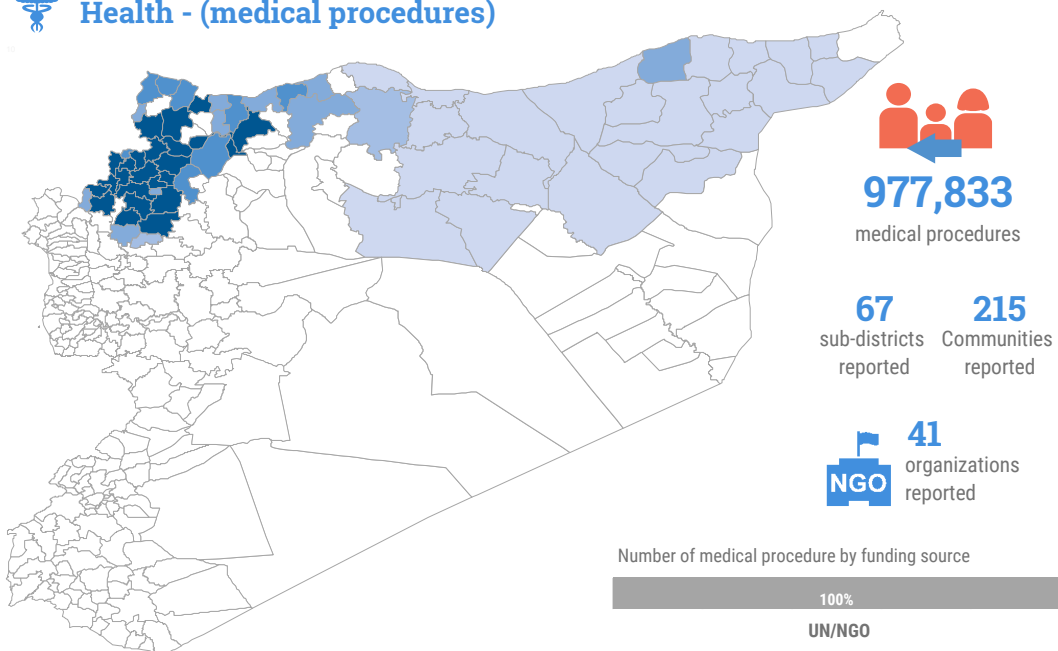 Health - (medical procedures)
977,833
medical procedures
67
sub-districts
reported
215
Communities
reported
NGO
41
organizations
reported
Number of medical procedure by funding source
100%
UN/NGO